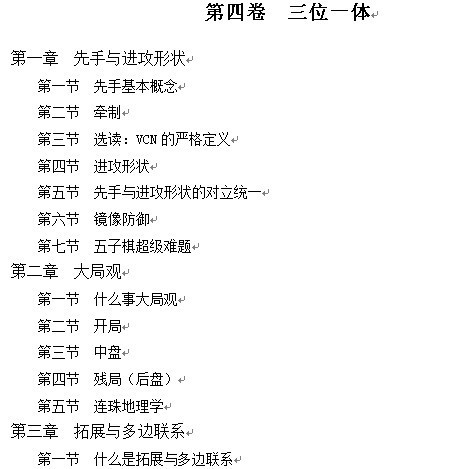 第四卷 三位一体
第一章 先手与进攻形状
第一节 先手基本概念
第二节 牵制
第三节 选读：VCN 的严格定义
第四节 进攻形状
第五节 先手与进攻形状的对立统一
第六节 镜像防御
第七节 五子棋超级难题
第二章 大局观
第一节 什么事大局观
第二节 开局
第三节 中盘
第四节 残局（后盘）
第五节 连珠地理学
第三章 拓展与多边联系
第一节 什么是拓展与多边联系